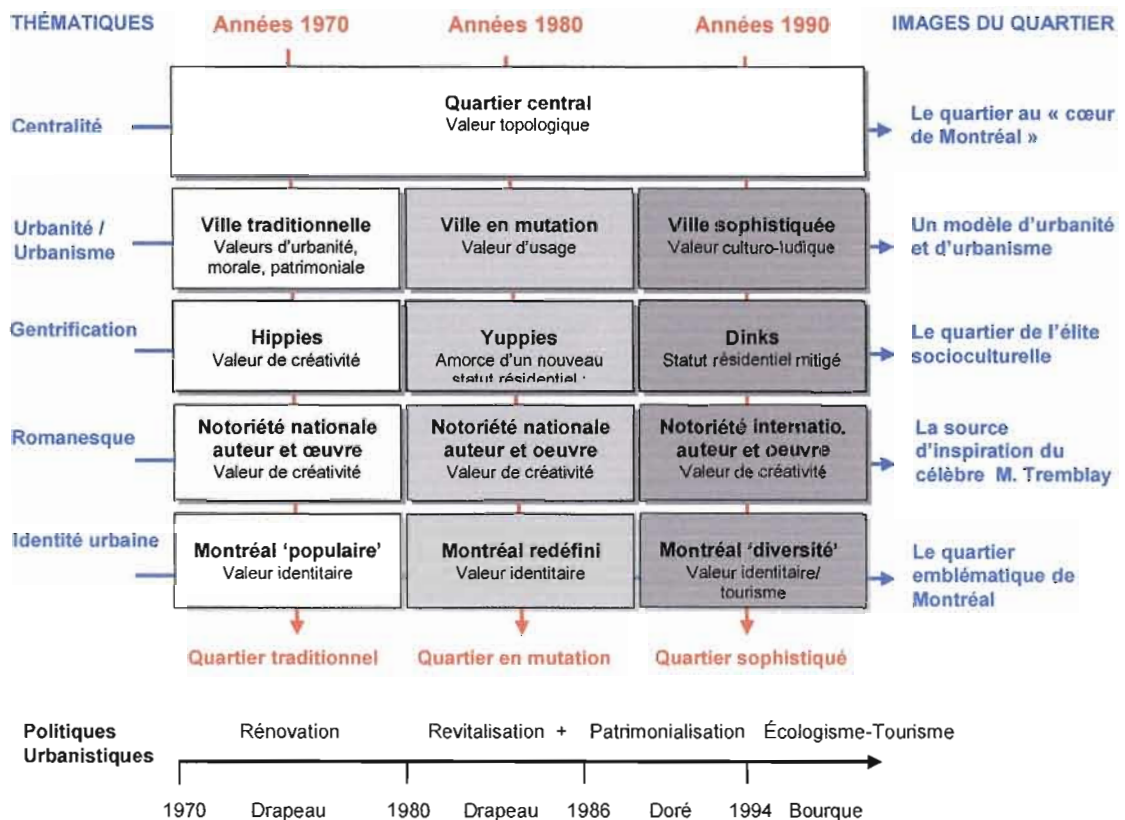 THÉMATIQUES Années 1970 Années 1980 Années 1990 IMAGES DU QUARTIER
Centralité
Quartier central
Valeur topologique
Le quartier au « cœur
de Montréal »
Urbanité /
Urbanisme
Ville traditionnelle
Valeurs d'urbanité,
morale, patrimoniale
Ville en mutation
Valeur d'usage
Ville sophistiquée
Valeur culturo-ludique
Un modèle d'urbanité
et d'urbanisme
Gentrification
Hippies
Valeur de créativité
Yuppies
Amorce d'un nouveau
statut résidentiel :
Dinks
Statut résidentiel mitigé
Le quartier de l'élite
socioculturelle
Romanesque
Notoriété nationale
auteur et œuvre
Valeur de créativité
Notoriété nationale
auteur et oeuvre
Valeur de créativité
Notoriété internatio.
auteur et oeuvre
Valeur de créativité
La source
d'inspiration du
célèbre M. Tremblay
Identité urbaine
Montréal 'populaire'
Valeur identitaire
Montréal redéfini
Valeur identitaire
Montréal 'diversité'
Valeur identitaire/
tourisme
Le quartier
emblématique de
Montréal
Quartier traditionnel Quartier en mutation Quartier sophistiqué
Politiques
Urbanistiques
Rénovation Revitalisation + Patrimonialisation Écologisme-Tourisme
1970 Drapeau 1980 Drapeau 1986 Doré 1994 Bourque